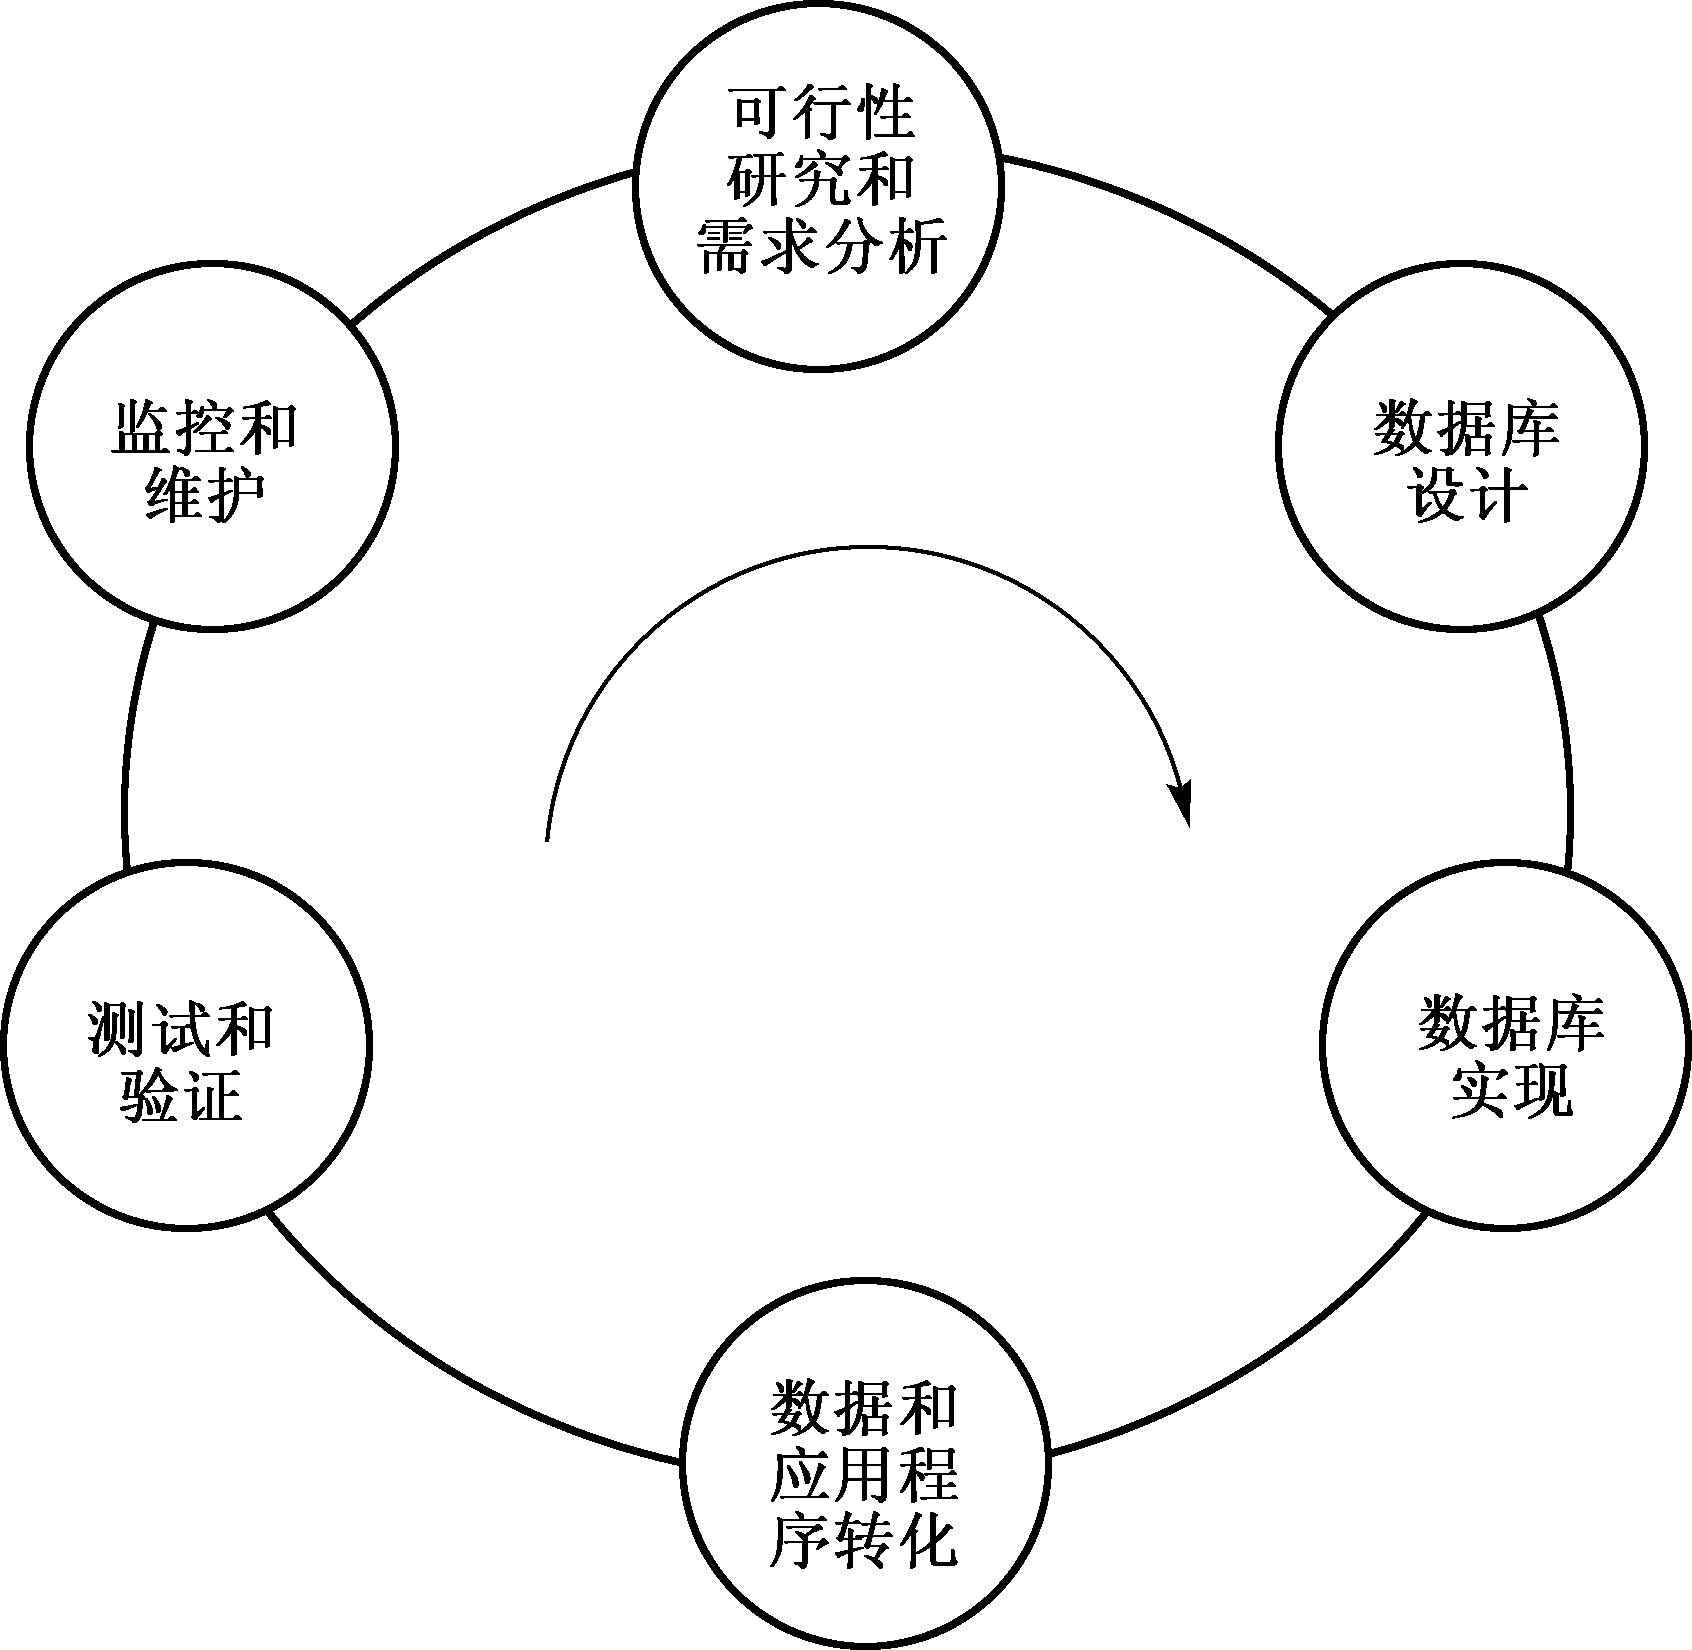 可行性
研究和
需求分析
数据库
设计
数据库
实现
数据和
应用程
序转化
测试和
验证
监控和
维护